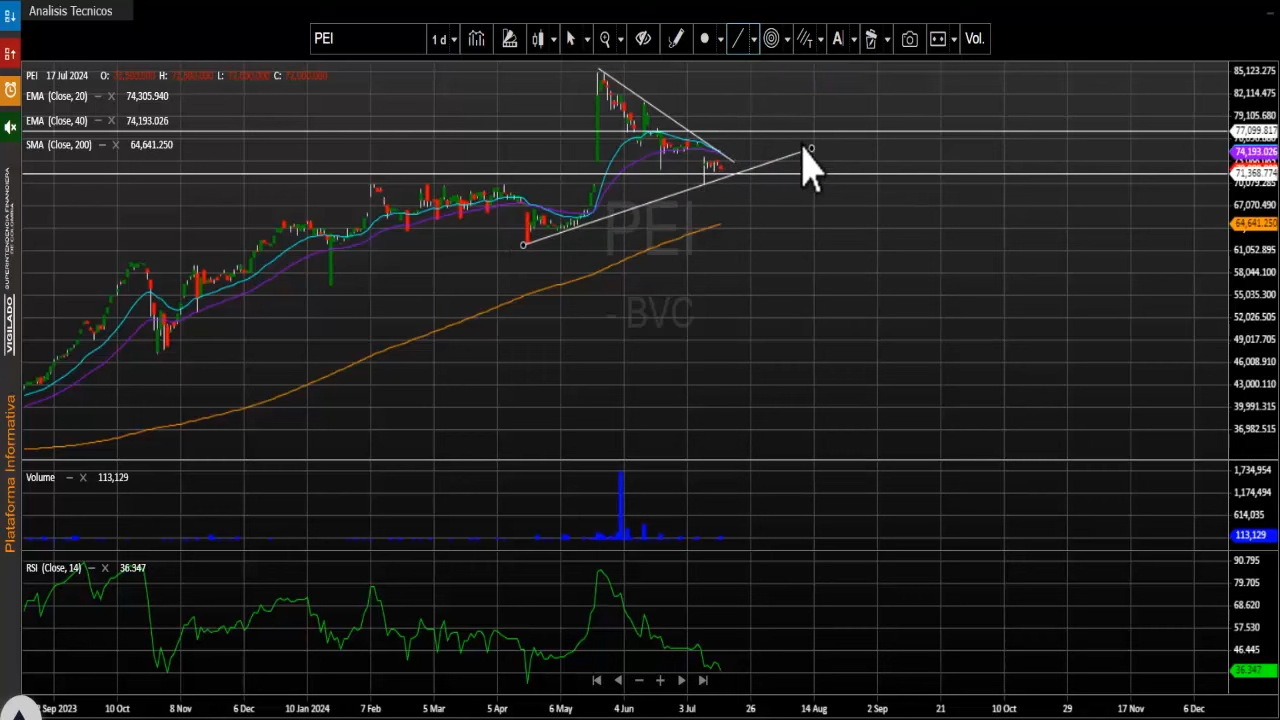 Analisis Tecnicos
PEI
1 d
Vol.
PEI 17 Jul 2024 O: H: L: C:
EMA (Close, 20) 74,305.940
EMA (Close, 40) 74,193.026
SMA (Close, 200) 64,641.250
PEI
- BVC
85,123.275
82,114.475
79,105.680
77,099.817
74,193.026
71,368.774
70,079.285
67,070.490
64,641.250
61,052.895
58,044.100
55,035.300
52,026.505
49,017.705
46,008.910
43,000.110
39,991.315
36,982.515
Volume 113,129
1,734,954
1,174,494
614,035
113,129
RSI (Close, 14) 36.347
90.795
79.705
68.620
57.530
46.445
36.347
Sep 2023 10 Oct 8 Nov 6 Dec 10 Jan 2024 7 Feb 5 Mar 5 Apr 6 May 4 Jun 3 Jul 26 14 Aug 2 Sep 21 10 Oct 29 17 Nov 6 Dec
Plataforma Informativa
VIGILADO